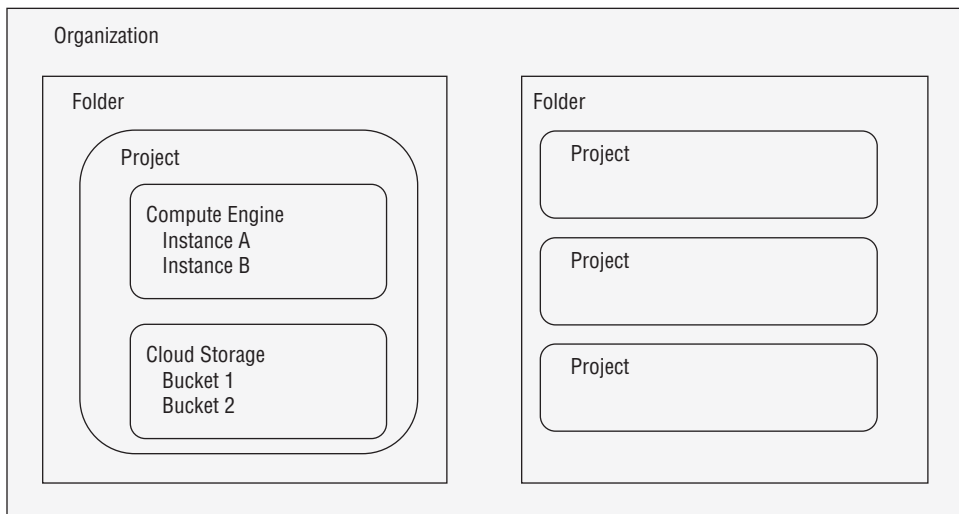 Organization
Folder
Project
Compute Engine
Instance A
Instance B
Cloud Storage
Bucket 1
Bucket 2
Folder
Project
Project
Project